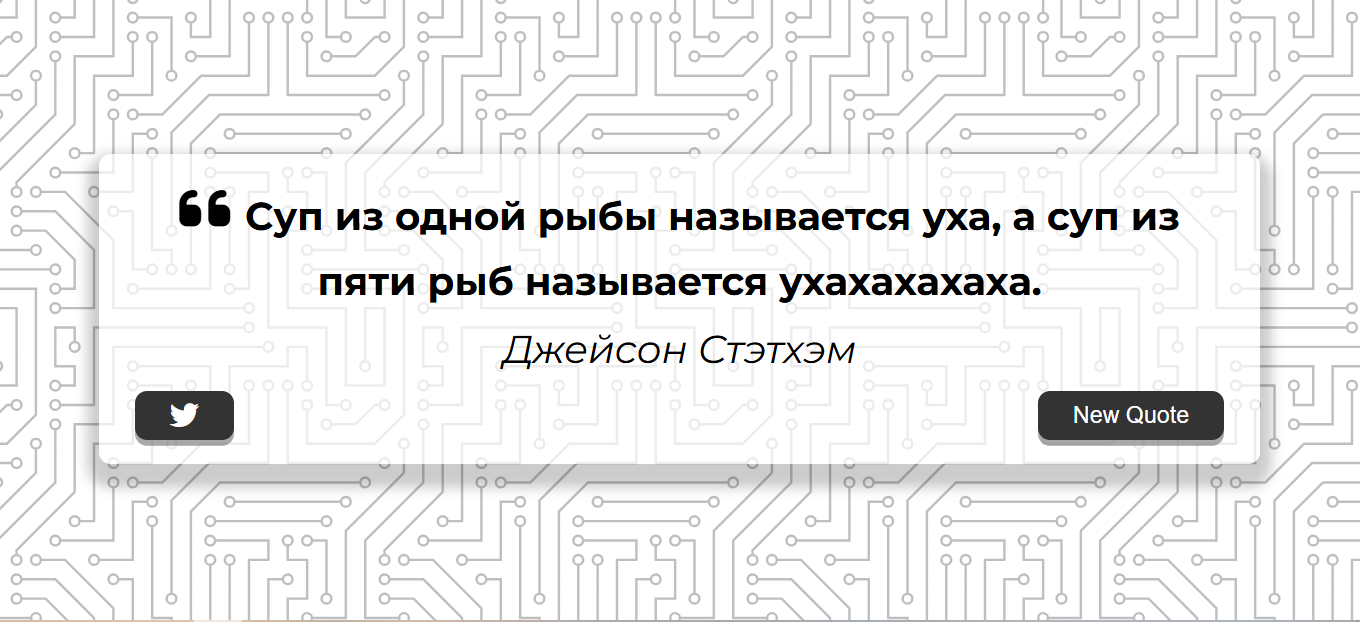 ❝ Суп из одной рыбы называется уха, а суп из
пяти рыб называется ухахахахаха.
Джейсон Стэтхэм
New Quote